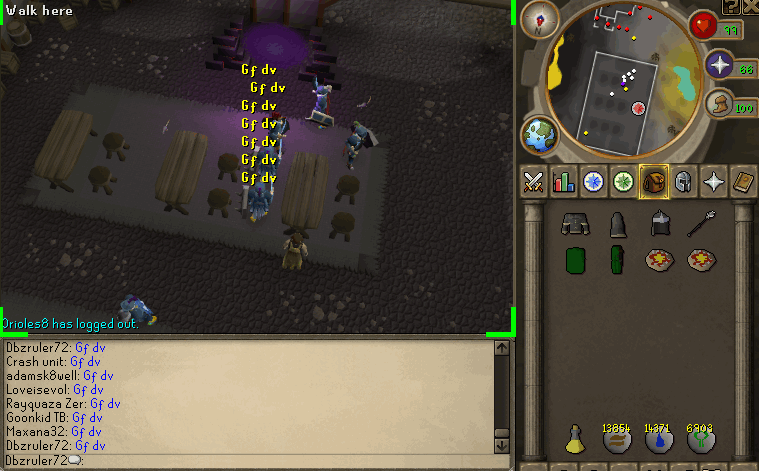 Walk here
N
?
99
68
100
Gf dv
Gf dv
Gf dv
Gf dv
Gf dv
Gf dv
Gf dv
Orioles8 has logged out.
Dbzruler72: Gf dv
Crash unit: Gf dv
adamsk8well: Gf dv
Loveisevol: Gf dv
Rayquaza Zer: Gf dv
Goonkid TB: Gf dv
Maxana32: Gf dv
Dbzruler72: Gf dv
Dbzruler72:
13854 14371 6903